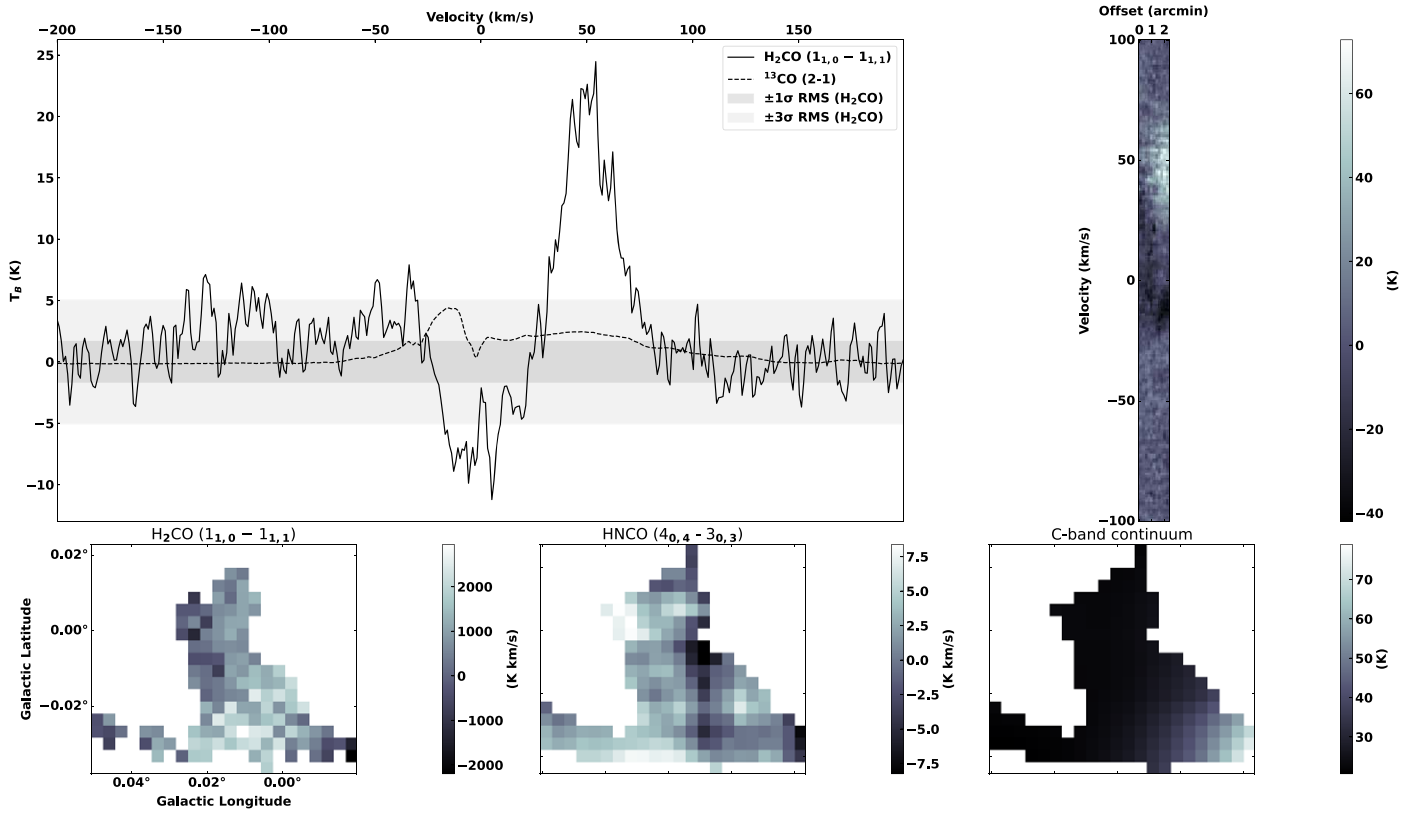 Velocity (km/s)
−200 −150 −100 −50 0 50 100 150
25
20
15
10
5
0
−5
−10
T_B (K)
H₂CO (1₁,₀ − 1₁,₁)
¹³CO (2-1)
±1σ RMS (H₂CO)
±3σ RMS (H₂CO)
Offset (arcmin)
0 1 2
100
50
0
−50
−100
Velocity (km/s)
60
40
20
0
−20
−40
(K)
H₂CO (1₁,₀ − 1₁,₁)
0.02°
0.00°
−0.02°
Galactic Latitude
0.04° 0.02° 0.00°
Galactic Longitude
2000
1000
0
−1000
−2000
(K km/s)
HNCO (4₀,₄ - 3₀,₃)
7.5
5.0
2.5
0.0
−2.5
−5.0
−7.5
(K km/s)
C-band continuum
70
60
50
40
30
(K)